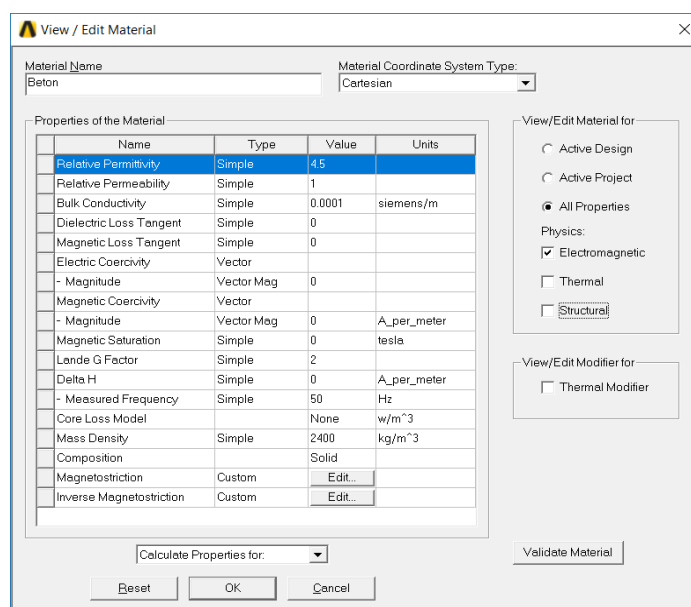 View / Edit Material
Material Name
Material Coordinate System Type:
Beton
Cartesian
Properties of the Material
Name Type Value Units
Relative Permittivity Simple 4.5
Relative Permeability Simple 1
Bulk Conductivity Simple 0.0001 siemens/m
Dielectric Loss Tangent Simple 0
Magnetic Loss Tangent Simple 0
Electric Coercivity Vector
- Magnitude Vector Mag 0
Magnetic Coercivity Vector
- Magnitude Vector Mag 0 A_per_meter
Magnetic Saturation Simple 0 tesla
Lande G Factor Simple 2
Delta H Simple 0 A_per_meter
- Measured Frequency Simple 50 Hz
Core Loss Model None w/m^3
Mass Density Simple 2400 kg/m^3
Composition Solid
Magnetostriction Custom Edit...
Inverse Magnetostriction Custom Edit...
View/Edit Material for
Active Design
Active Project
All Properties
Physics:
Electromagnetic
Thermal
Structural
View/Edit Modifier for
Thermal Modifier
Calculate Properties for:
Validate Material
Reset OK Cancel